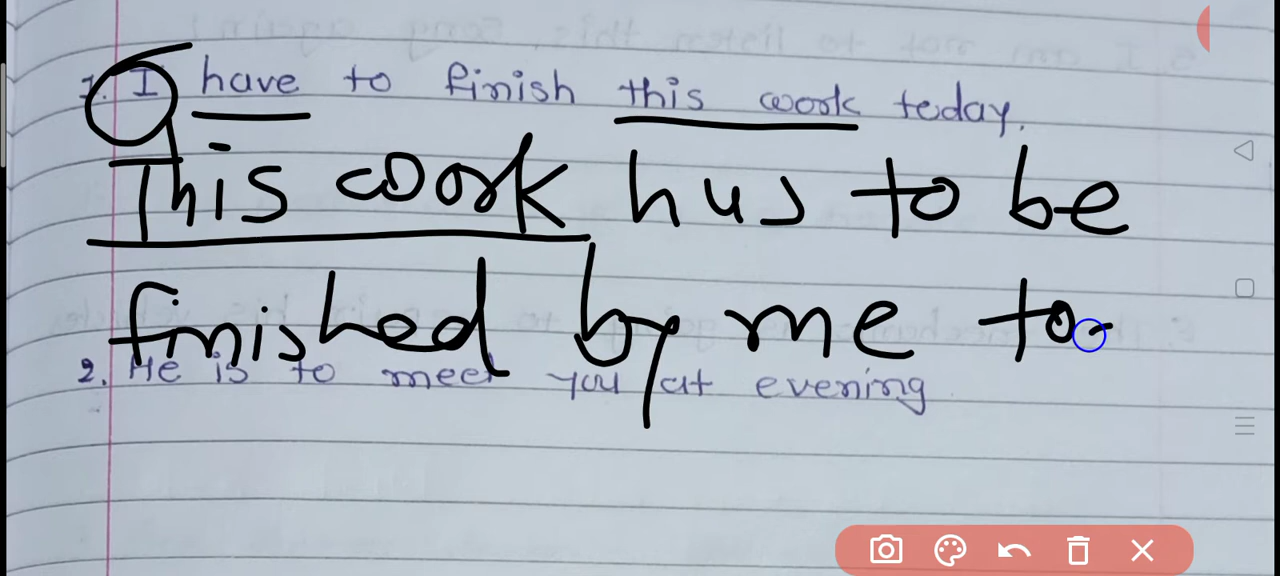 1. I have to finish this work today.
This work has to be
finished by me to
2. He is to meet you at evening